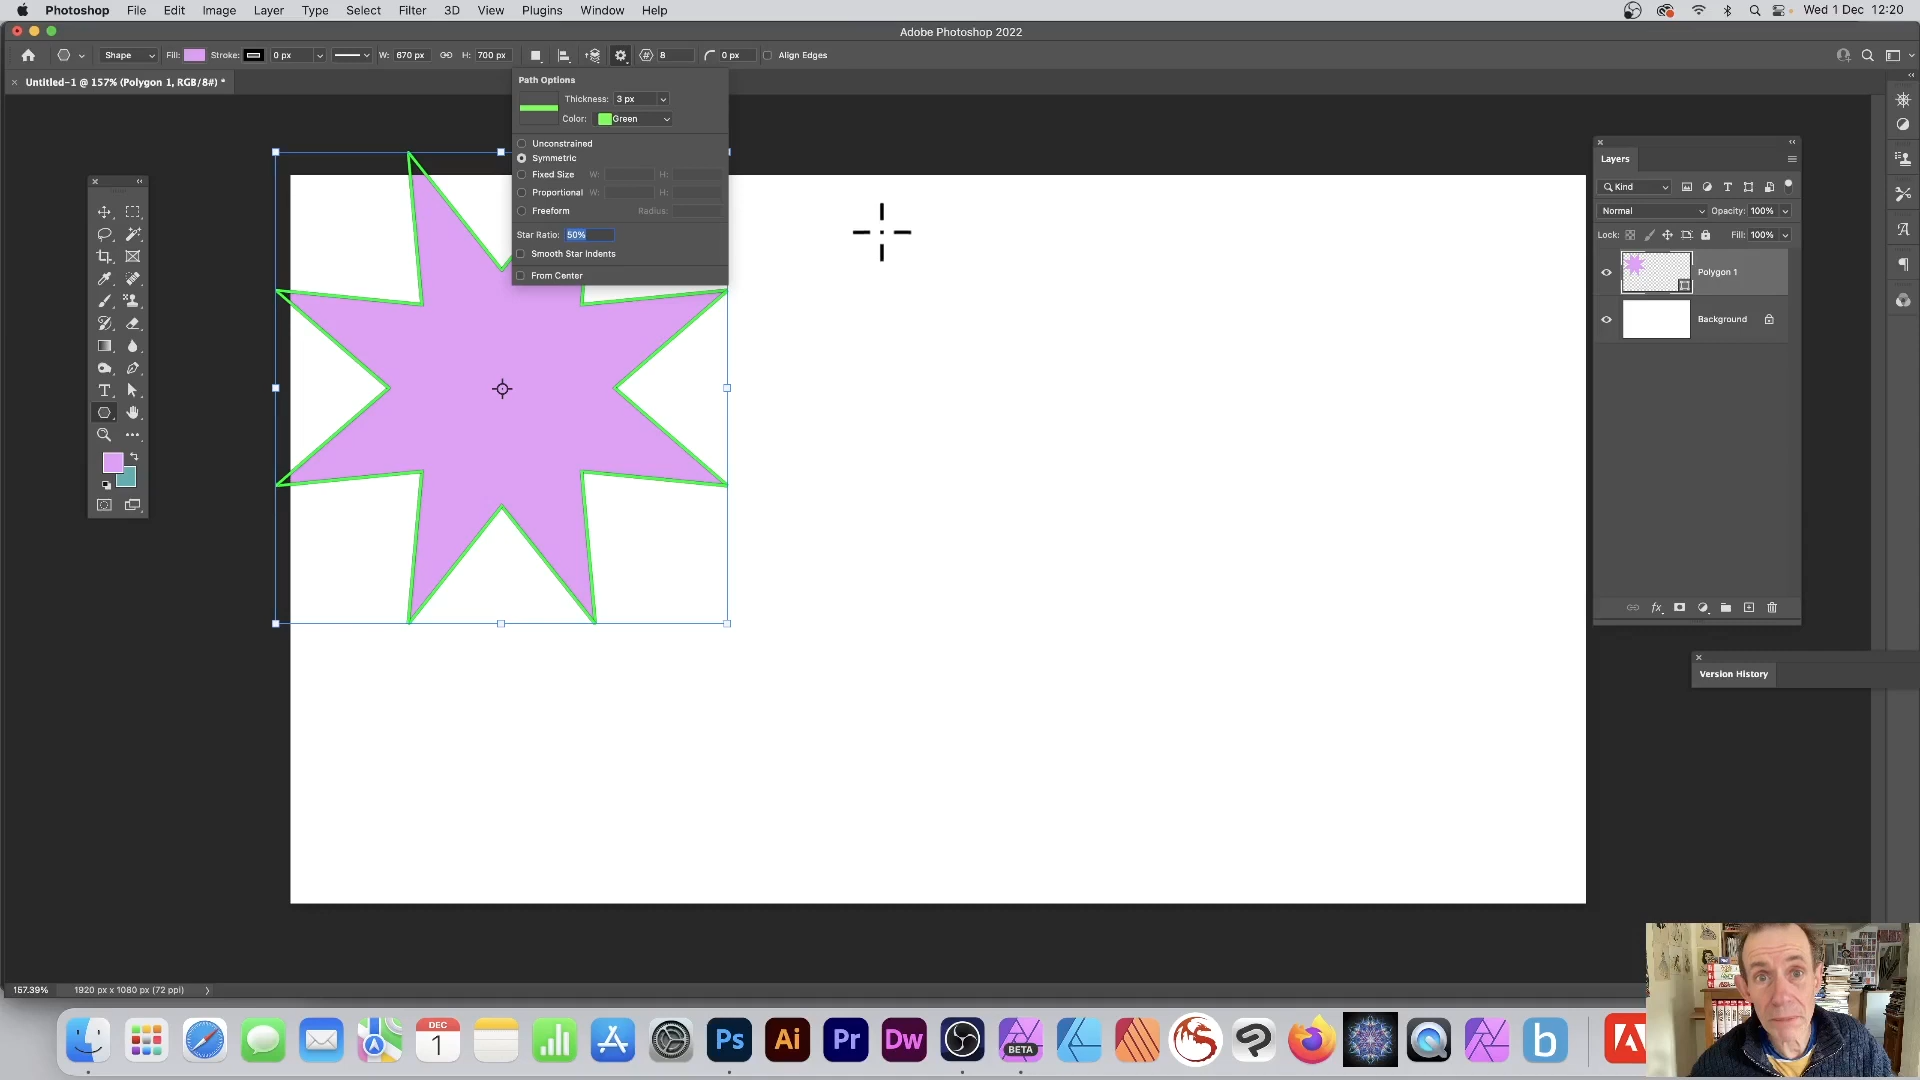 Photoshop File Edit Image Layer Type Select Filter 3D View Plugins Window Help Wed 1 Dec 12:20
Adobe Photoshop 2022
Shape Fill: Stroke: 0 px W: 670 px H: 700 px 8 0 px Align Edges
Untitled-1 @ 157% (Polygon 1, RGB/8#) *
Path Options
Thickness: 3 px
Color: Green
Unconstrained
Symmetric
Fixed Size W: H:
Proportional W: H:
Freeform Radius:
Star Ratio: 50%
Smooth Star Indents
From Center
Layers
Kind
Normal Opacity: 100%
Lock: Fill: 100%
Polygon 1
Background
Version History
157.39% 1920 px x 1080 px (72 ppi)
DEC
1
Ps
Ai
Pr
Dw
BETA
b